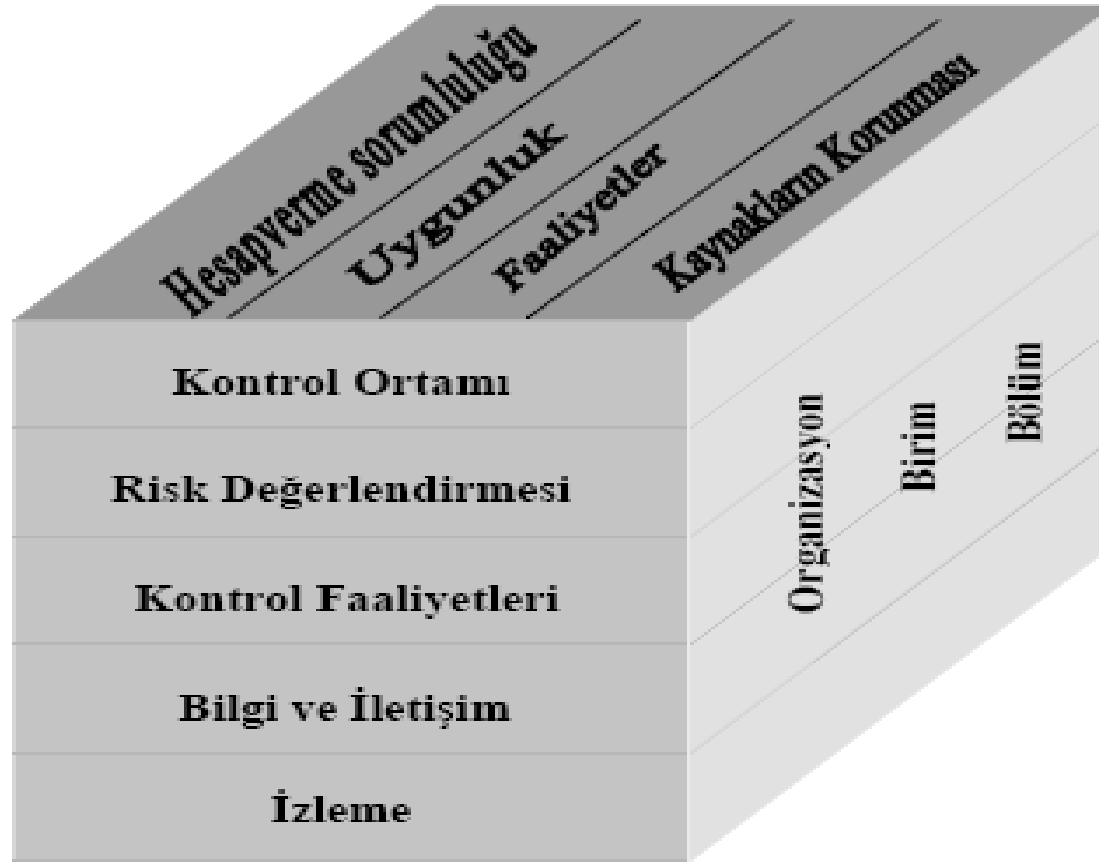 Hesapverme sorumluluğu
Uygunluk
Faaliyetler
Kaynakların Korunması
Kontrol Ortamı
Risk Değerlendirmesi
Kontrol Faaliyetleri
Bilgi ve İletişim
İzleme
Organizasyon
Birim
Bölüm